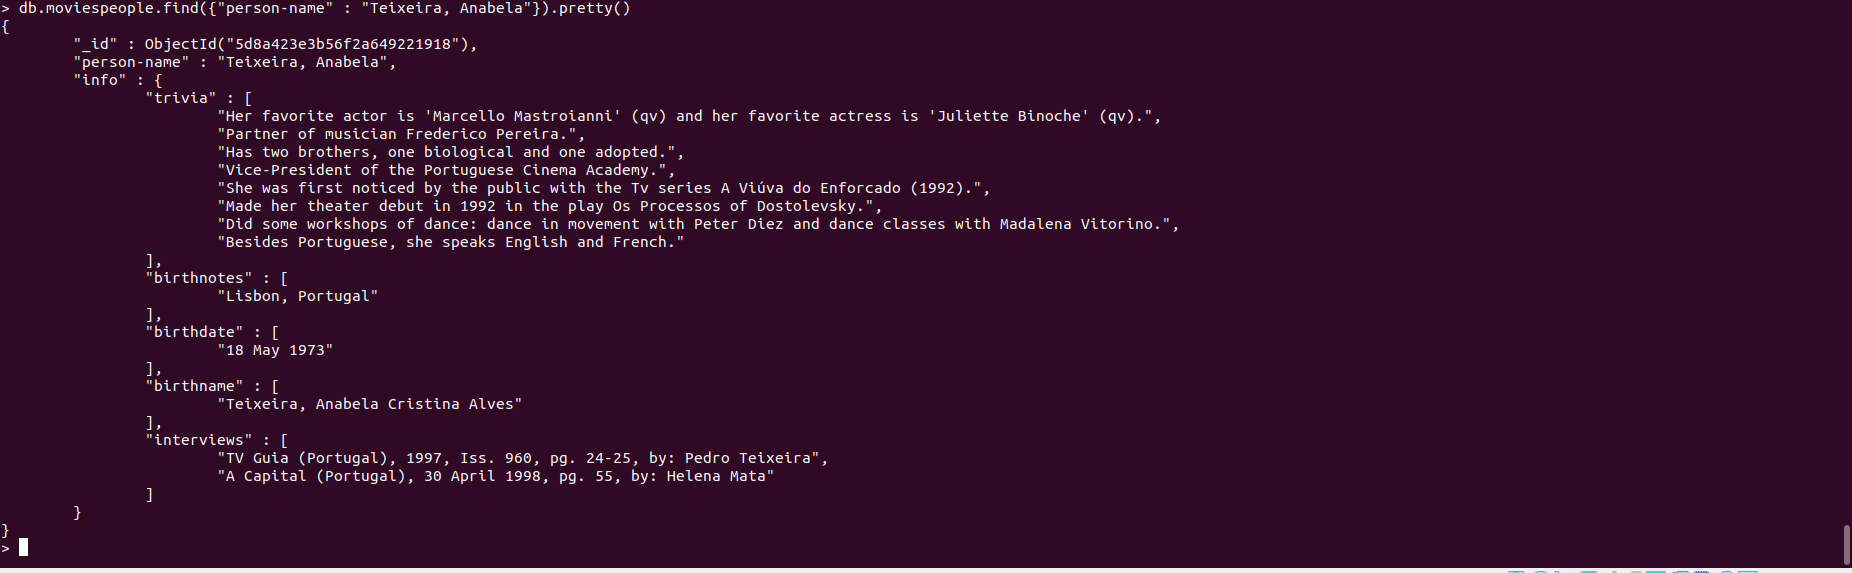 > db.moviespeople.find({"person-name" : "Teixeira, Anabela"}).pretty()
{
"_id" : ObjectId("5d8a423e3b56f2a649221918"),
"person-name" : "Teixeira, Anabela",
"info" : {
"trivia" : [
"Her favorite actor is 'Marcello Mastroianni' (qv) and her favorite actress is 'Juliette Binoche' (qv).",
"Partner of musician Frederico Pereira.",
"Has two brothers, one biological and one adopted.",
"Vice-President of the Portuguese Cinema Academy.",
"She was first noticed by the public with the Tv series A Viúva do Enforcado (1992).",
"Made her theater debut in 1992 in the play Os Processos of Dostolevsky.",
"Did some workshops of dance: dance in movement with Peter Diez and dance classes with Madalena Vitorino.",
"Besides Portuguese, she speaks English and French."
],
"birthnotes" : [
"Lisbon, Portugal"
],
"birthdate" : [
"18 May 1973"
],
"birthname" : [
"Teixeira, Anabela Cristina Alves"
],
"interviews" : [
"TV Guia (Portugal), 1997, Iss. 960, pg. 24-25, by: Pedro Teixeira",
"A Capital (Portugal), 30 April 1998, pg. 55, by: Helena Mata"
]
}
}
>